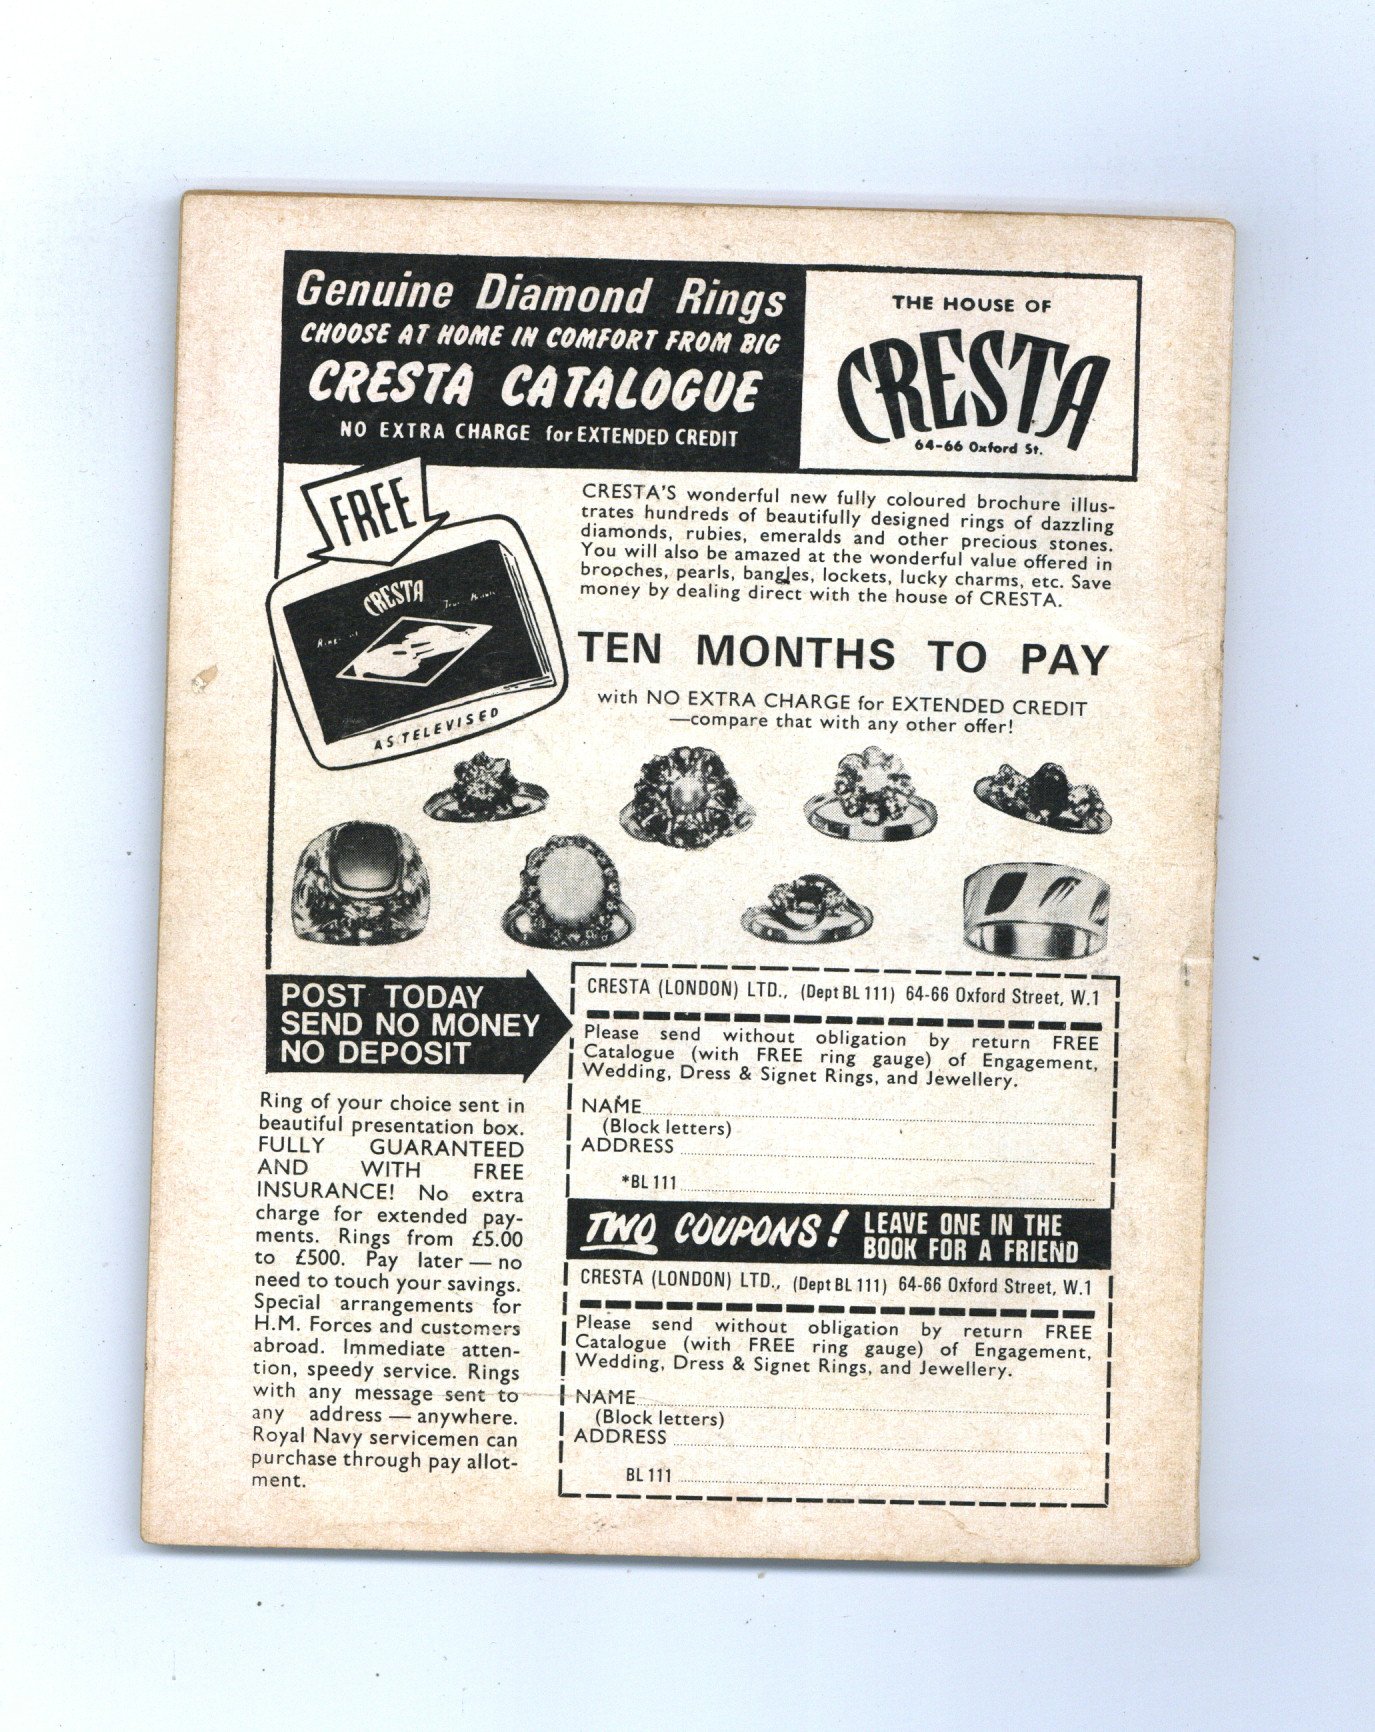 Genuine Diamond Rings
CHOOSE AT HOME IN COMFORT FROM BIG
CRESTA CATALOGUE
NO EXTRA CHARGE for EXTENDED CREDIT
THE HOUSE OF
CRESTA
64-66 Oxford St.
FREE
CRESTA
AS TELEVISED
CRESTA'S wonderful new fully coloured brochure illus-
trates hundreds of beautifully designed rings of dazzling
diamonds, rubies, emeralds and other precious stones.
You will also be amazed at the wonderful value offered in
brooches, pearls, bangles, lockets, lucky charms, etc. Save
money by dealing direct with the house of CRESTA.
TEN MONTHS TO PAY
with NO EXTRA CHARGE for EXTENDED CREDIT
—compare that with any other offer!
POST TODAY
SEND NO MONEY
NO DEPOSIT
Ring of your choice sent in
beautiful presentation box.
FULLY GUARANTEED
AND WITH FREE
INSURANCE! No extra
charge for extended pay-
ments. Rings from £5.00
to £500. Pay later — no
need to touch your savings.
Special arrangements for
H.M. Forces and customers
abroad. Immediate atten-
tion, speedy service. Rings
with any message sent to
any address — anywhere.
Royal Navy servicemen can
purchase through pay allot-
ment.
CRESTA (LONDON) LTD., (Dept BL 111) 64-66 Oxford Street, W.1
Please send without obligation by return FREE
Catalogue (with FREE ring gauge) of Engagement,
Wedding, Dress & Signet Rings, and Jewellery.
NAME
(Block letters)
ADDRESS
*BL 111
TWO COUPONS! LEAVE ONE IN THE
BOOK FOR A FRIEND
CRESTA (LONDON) LTD., (Dept BL 111) 64-66 Oxford Street, W.1
Please send without obligation by return FREE
Catalogue (with FREE ring gauge) of Engagement,
Wedding, Dress & Signet Rings, and Jewellery.
NAME
(Block letters)
ADDRESS
BL 111